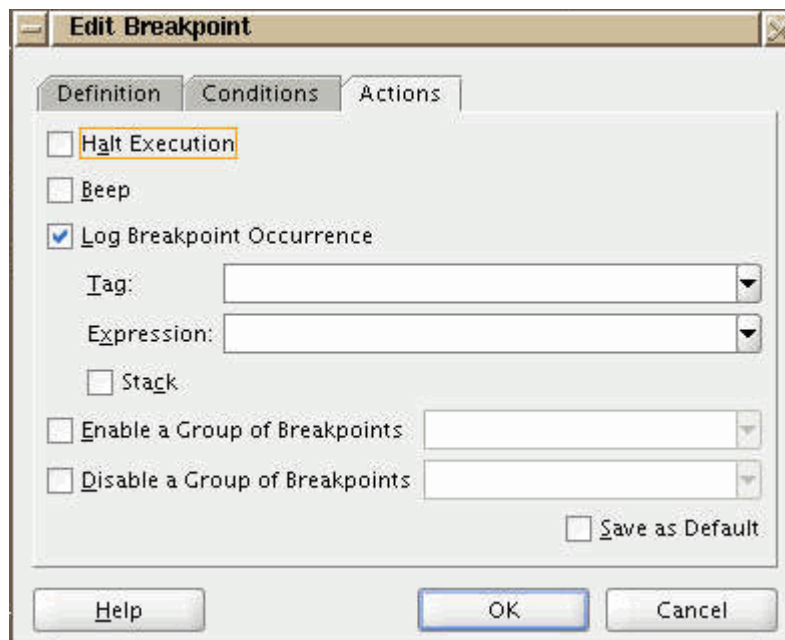 Edit Breakpoint
Definition Conditions Actions
Halt Execution
Beep
Log Breakpoint Occurrence
Tag:
Expression:
Stack
Enable a Group of Breakpoints
Disable a Group of Breakpoints
Save as Default
Help OK Cancel